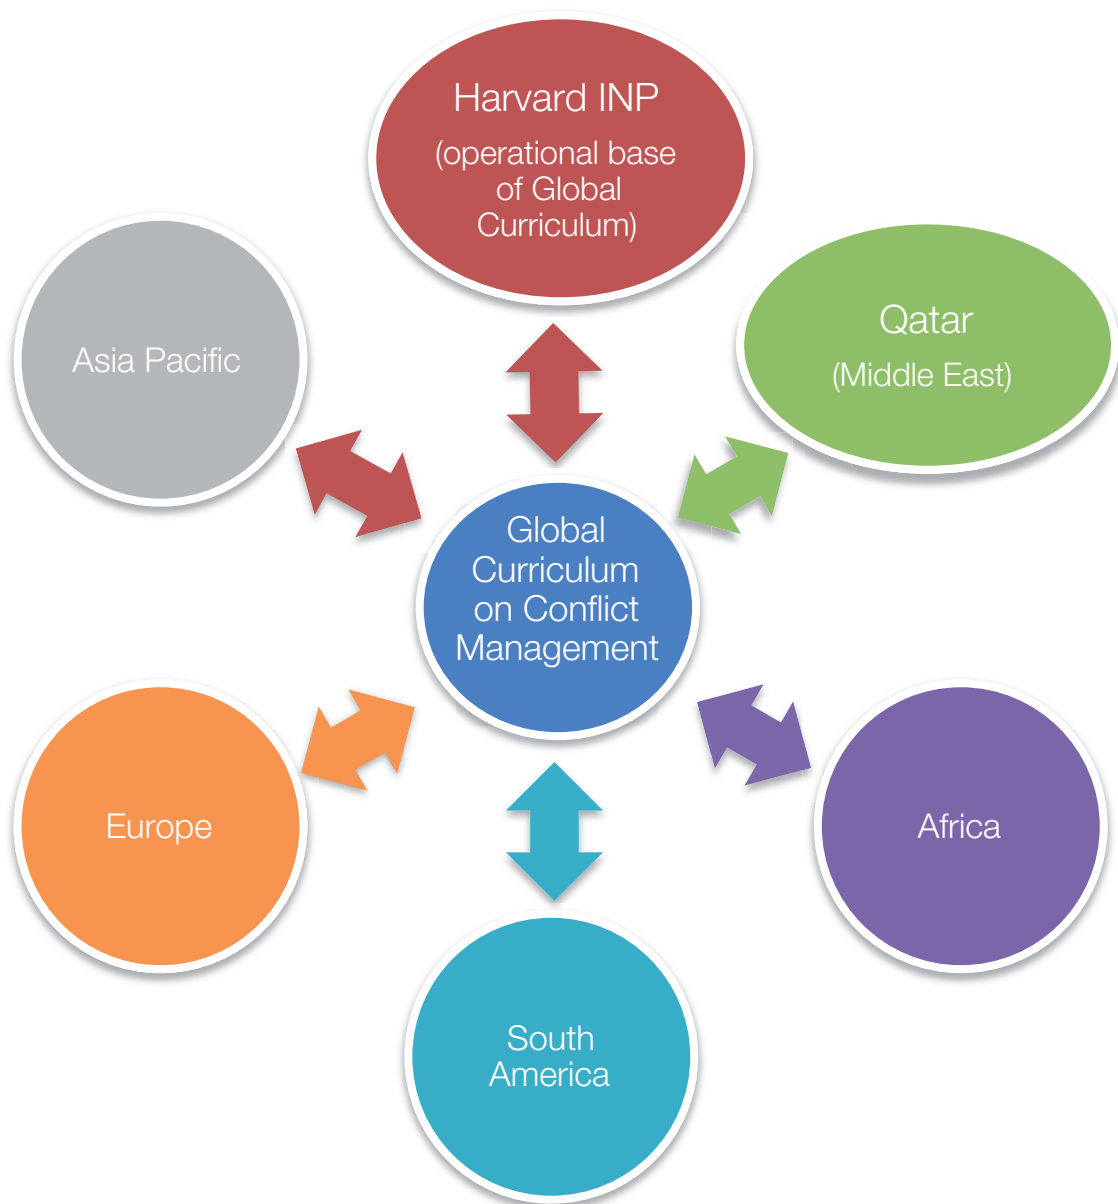 Harvard INP
(operational base
of Global
Curriculum)
Qatar
(Middle East)
Asia Pacific
Global
Curriculum
on Conflict
Management
Europe
Africa
South
America